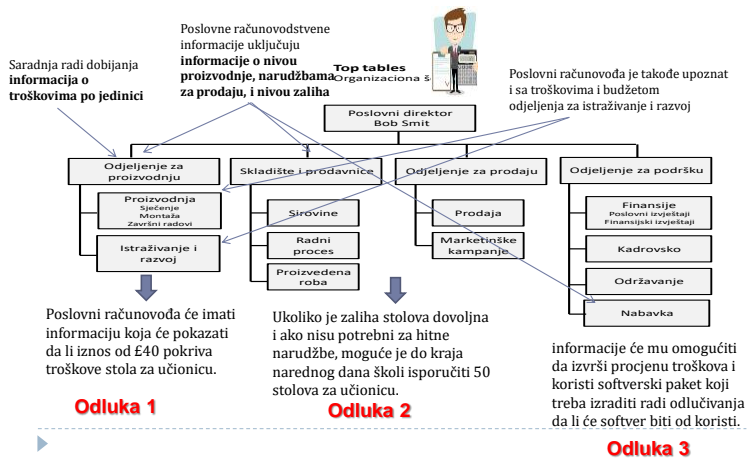 Poslovne računovodstvene
informacije uključuju
informacije o nivou
proizvodnje, narudžbama
za prodaju, i nivou zaliha
Saradnja radi dobijanja
informacija o
troškovima po jedinici
Top tables
Organizaciona š
Poslovni računovođa je takođe upoznat
i sa troškovima i budžetom
odjeljenja za istraživanje i razvoj
Poslovni direktor
Bob Smit
Odjeljenje za
proizvodnju
Skladište i prodavnice
Odjeljenje za prodaju
Odjeljenje za podršku
Proizvodnja
Sječenje
Montaža
Završni radovi
Istraživanje i
razvoj
Sirovine
Radni
proces
Proizvedena
roba
Prodaja
Marketinške
kampanje
Finansije
Poslovni izvještaji
Finansijski izvještaji
Kadrovsko
Održavanje
Nabavka
Poslovni računovođa će imati
informaciju koja će pokazati
da li iznos od £40 pokriva
troškove stola za učionicu.
Odluka 1
Ukoliko je zaliha stolova dovoljna
i ako nisu potrebni za hitne
narudžbe, moguće je do kraja
narednog dana školi isporučiti 50
stolova za učionicu.
Odluka 2
informacije će mu omogućiti
da izvrši procjenu troškova i
koristi softverski paket koji
treba izraditi radi odlučivanja
da li će softver biti od koristi.
Odluka 3